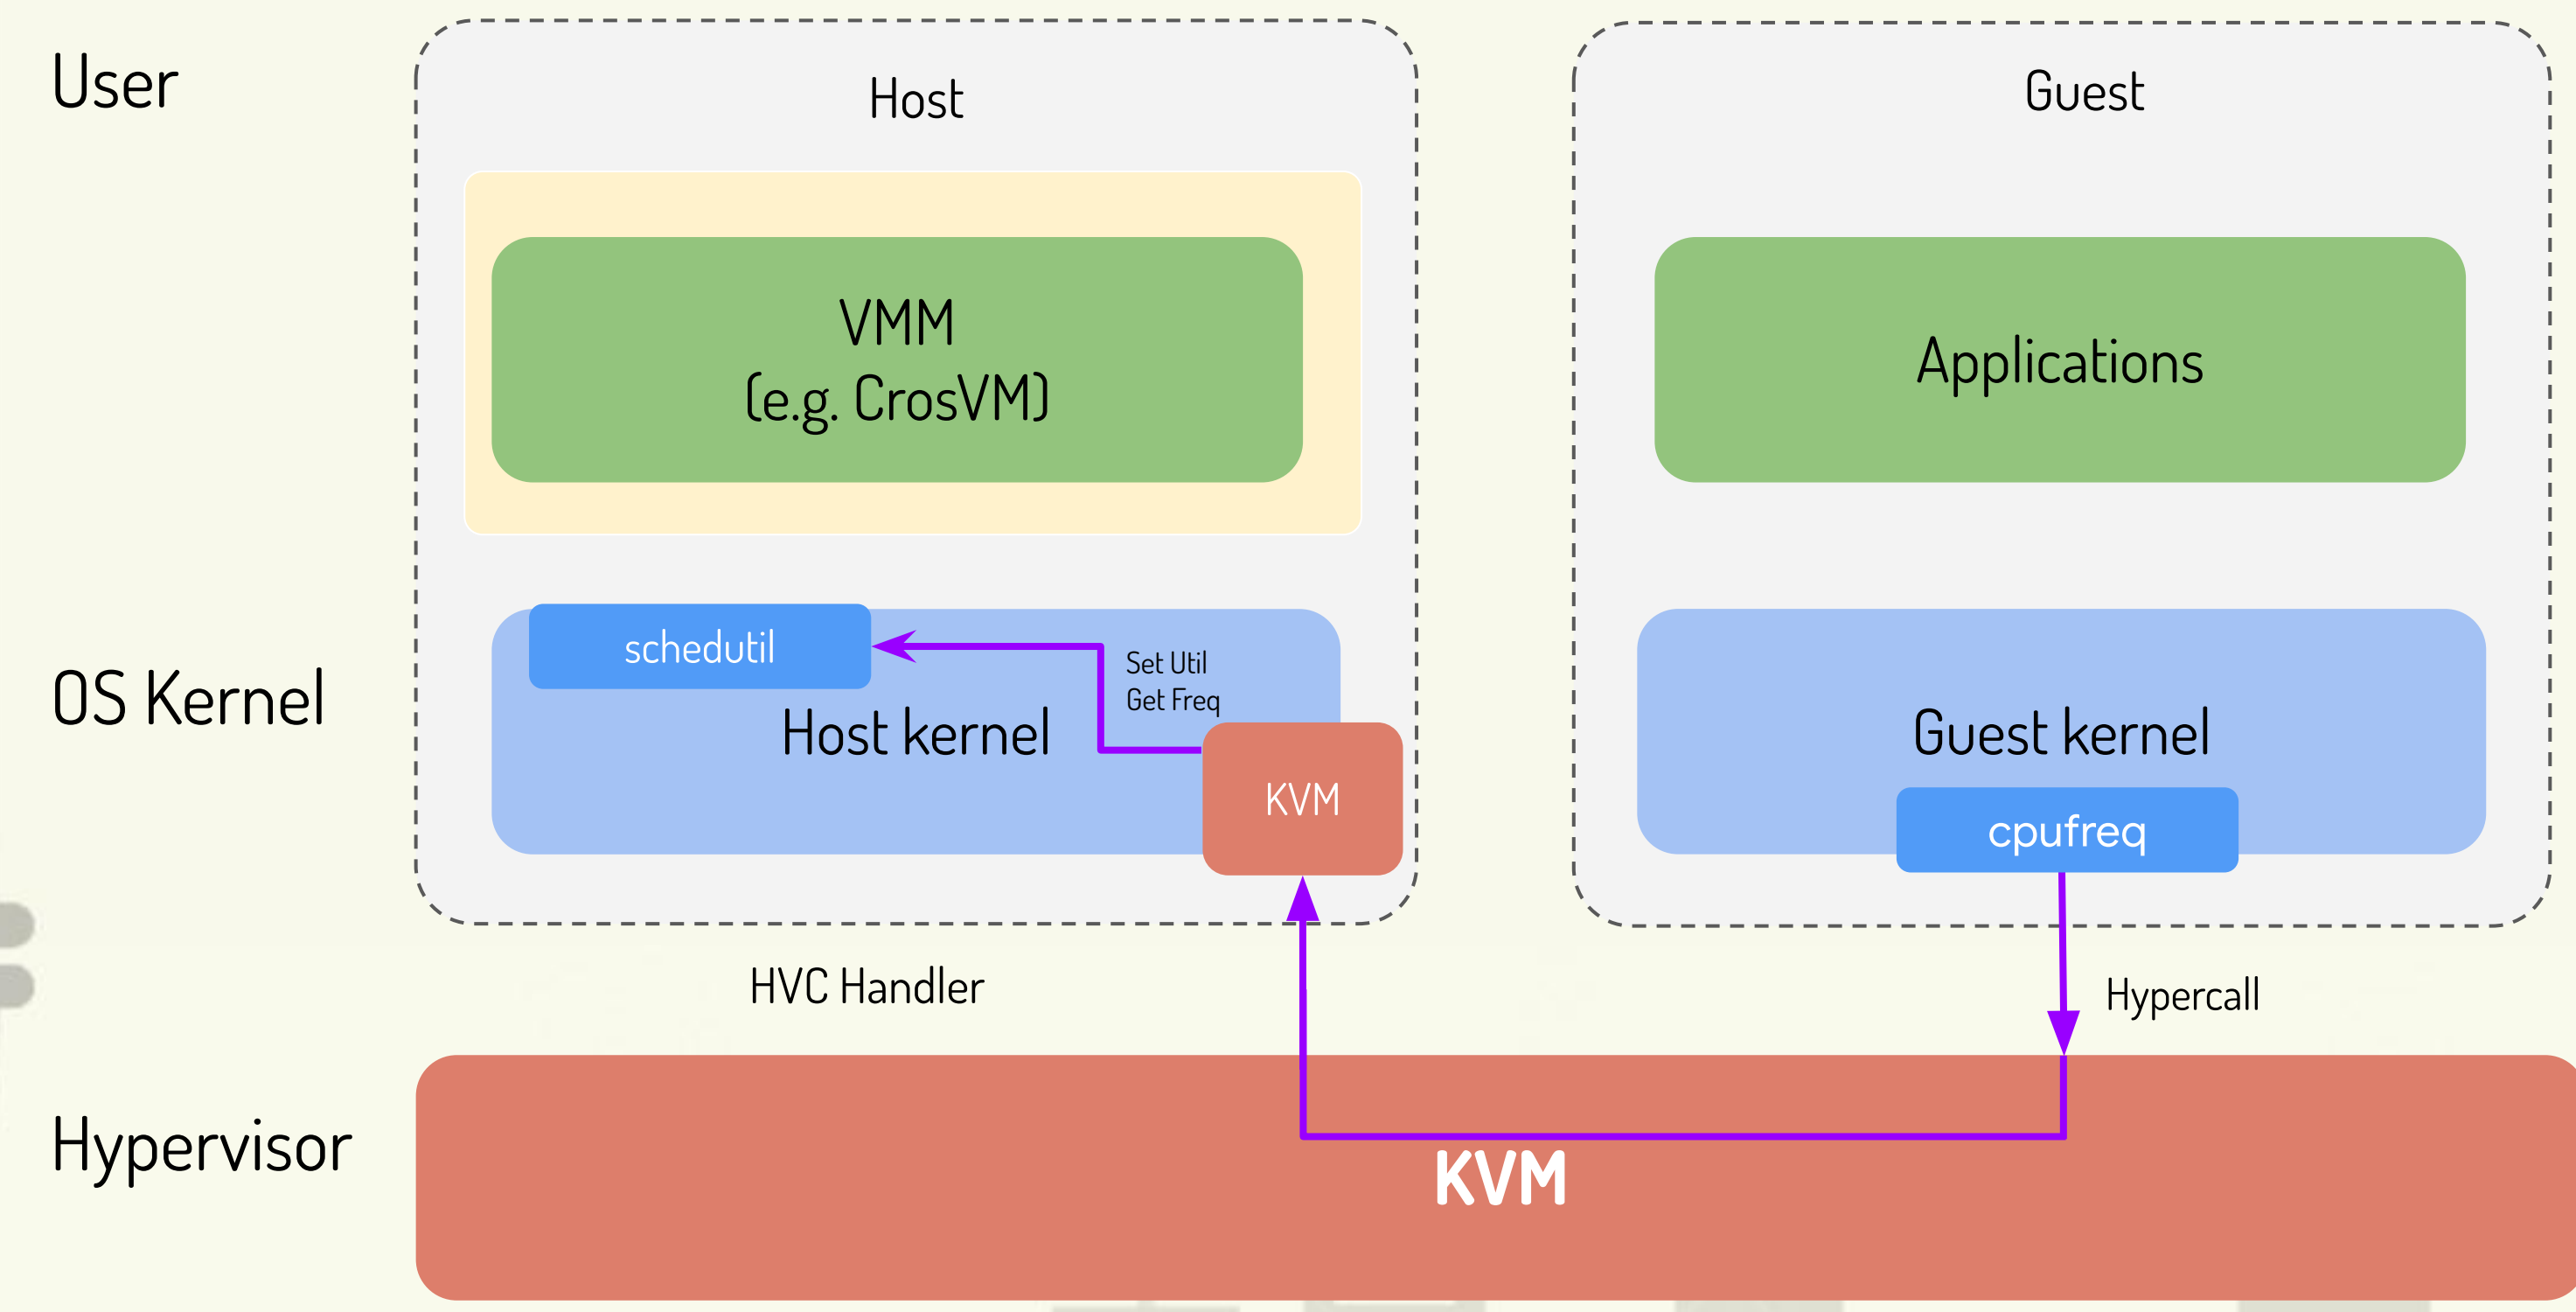 User
Host
Guest
VMM
(e.g. CrosVM)
Applications
OS Kernel
schedutil
Set Util
Get Freq
Host kernel
KVM
Guest kernel
cpufreq
HVC Handler
Hypercall
Hypervisor
KVM